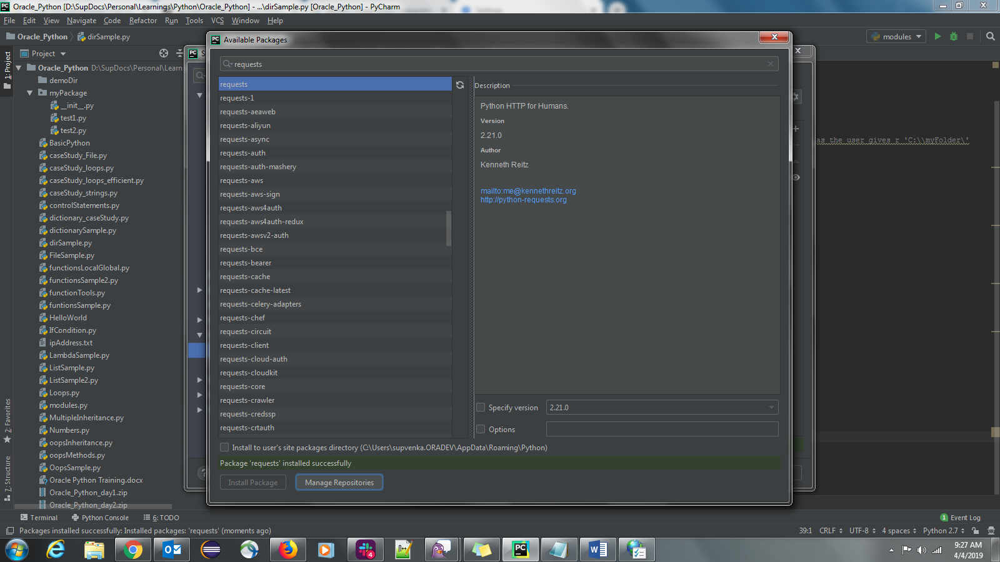 Oracle_Python [D:\SupDocs\Personal\Learnings\Python\Oracle_Python] - ...\dirSample.py [Oracle_Python] - PyCharm
File Edit View Navigate Code Refactor Run Tools VCS Window Help
Oracle_Python dirSample.py
modules
Available Packages
1: Project
Project
requests
Oracle_Python D:\SupDocs\Personal\Learn
demoDir
myPackage
__init__.py
test1.py
test2.py
BasicPython
caseStudy_File.py
caseStudy_loops.py
caseStudy_loops_efficient.py
caseStudy_strings.py
controlStatements.py
dictionary_caseStudy.py
dictionarySample.py
dirSample.py
FileSample.py
functionsLocalGlobal.py
functionsSample2.py
functionTools.py
funtionsSample.py
HelloWorld
IfCondition.py
ipAddress.txt
LambdaSample.py
ListSample.py
ListSample2.py
Loops.py
modules.py
MultipleInheritance.py
Numbers.py
oopsInheritance.py
oopsMethods.py
OopsSample.py
Oracle Python Training.docx
Oracle_Python_day1.zip
Oracle_Python_day2.zip
2: Favorites
7: Structure
requests
requests-1
requests-aeaweb
requests-aliyun
requests-async
requests-auth
requests-auth-mashery
requests-aws
requests-aws-sign
requests-aws4auth
requests-aws4auth-redux
requests-awsv2-auth
requests-bce
requests-bearer
requests-cache
requests-cache-latest
requests-celery-adapters
requests-chef
requests-circuit
requests-client
requests-cloud-auth
requests-cloudkit
requests-core
requests-crawler
requests-credssp
requests-crtauth
Description
Python HTTP for Humans.
Version
2.21.0
Author
Kenneth Reitz
mailto:me@kennethreitz.org
http://python-requests.org
as the user gives r 'C:\\myFolder\'
Specify version 2.21.0
Options
Install to user's site packages directory (C:\Users\supvenka.ORADEV\AppData\Roaming\Python)
Package 'requests' installed successfully
Install Package Manage Repositories
Terminal Python Console 6: TODO 1 Event Log
Packages installed successfully: Installed packages: 'requests' (moments ago) 39:1 CRLF UTF-8 4 spaces Python 2.7
9:27 AM
4/4/2019